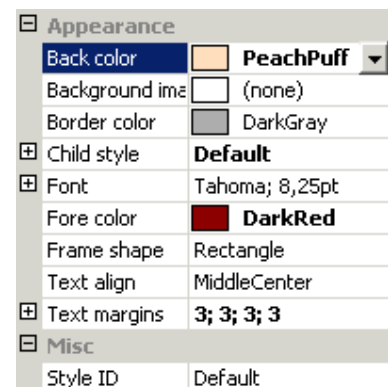 Appearance
Back color PeachPuff
Background ima (none)
Border color DarkGray
Child style Default
Font Tahoma; 8,25pt
Fore color DarkRed
Frame shape Rectangle
Text align MiddleCenter
Text margins 3; 3; 3; 3
Misc
Style ID Default